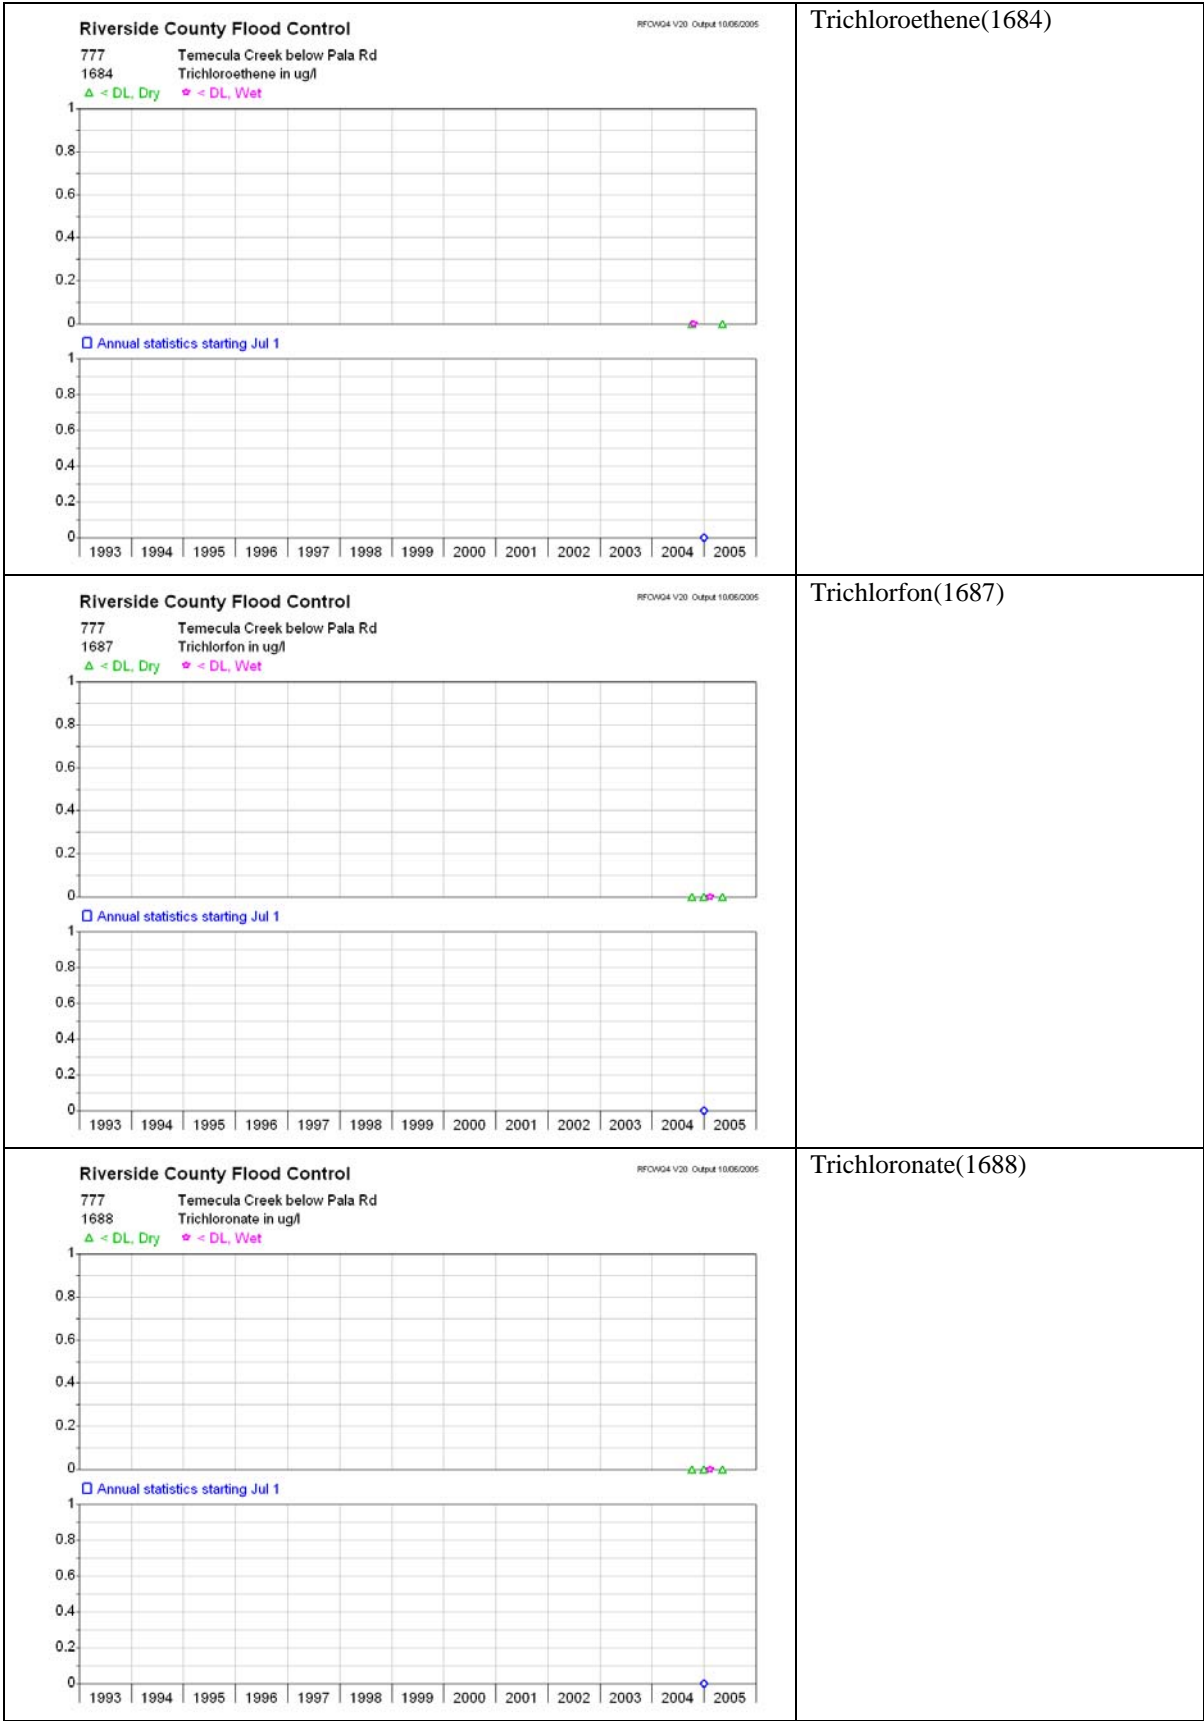 Riverside County Flood Control
RFCWQ4 V20 Output 10/06/2005
777 Temecula Creek below Pala Rd
1684 Trichloroethene in ug/l
< DL, Dry < DL, Wet
1
0.8
0.6
0.4
0.2
0
Annual statistics starting Jul 1
1
0.8
0.6
0.4
0.2
0
1993 1994 1995 1996 1997 1998 1999 2000 2001 2002 2003 2004 2005
Trichloroethene(1684)
Riverside County Flood Control
RFCWQ4 V20 Output 10/06/2005
777 Temecula Creek below Pala Rd
1687 Trichlorfon in ug/l
< DL, Dry < DL, Wet
1
0.8
0.6
0.4
0.2
0
Annual statistics starting Jul 1
1
0.8
0.6
0.4
0.2
0
1993 1994 1995 1996 1997 1998 1999 2000 2001 2002 2003 2004 2005
Trichlorfon(1687)
Riverside County Flood Control
RFCWQ4 V20 Output 10/06/2005
777 Temecula Creek below Pala Rd
1688 Trichloronate in ug/l
< DL, Dry < DL, Wet
1
0.8
0.6
0.4
0.2
0
Annual statistics starting Jul 1
1
0.8
0.6
0.4
0.2
0
1993 1994 1995 1996 1997 1998 1999 2000 2001 2002 2003 2004 2005
Trichloronate(1688)